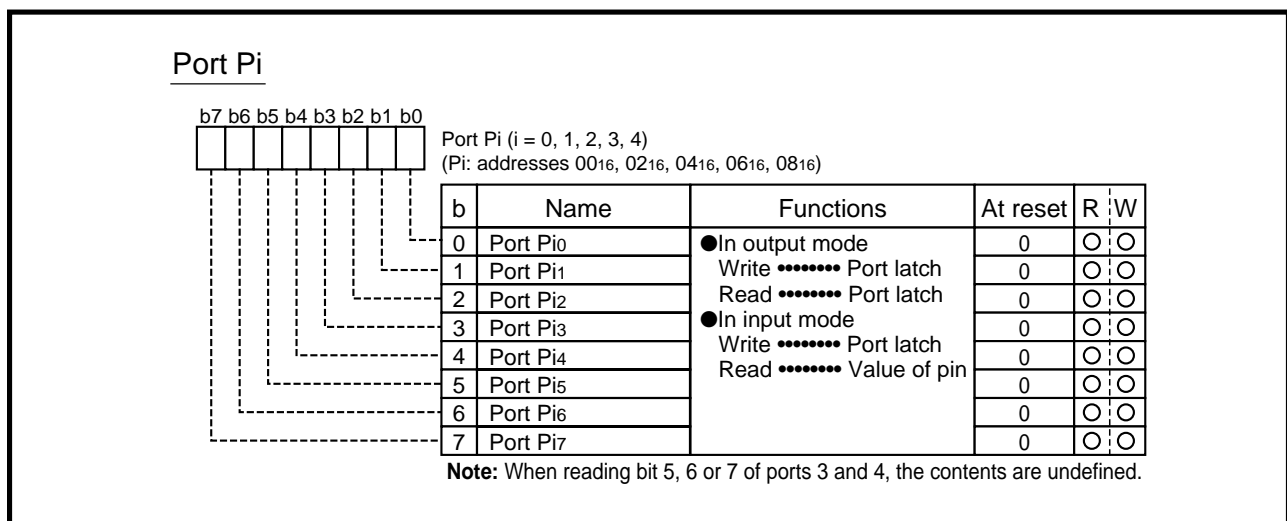 Port Pi
b7 b6 b5 b4 b3 b2 b1 b0
Port Pi (i = 0, 1, 2, 3, 4)
(Pi: addresses 0016, 0216, 0416, 0616, 0816)
b Name Functions At reset R W
0 Port Pi0 ●In output mode 0 ○ ○
1 Port Pi1 Write •••••••• Port latch 0 ○ ○
2 Port Pi2 Read •••••••• Port latch 0 ○ ○
3 Port Pi3 ●In input mode 0 ○ ○
4 Port Pi4 Write •••••••• Port latch 0 ○ ○
5 Port Pi5 Read •••••••• Value of pin 0 ○ ○
6 Port Pi6 0 ○ ○
7 Port Pi7 0 ○ ○
Note: When reading bit 5, 6 or 7 of ports 3 and 4, the contents are undefined.